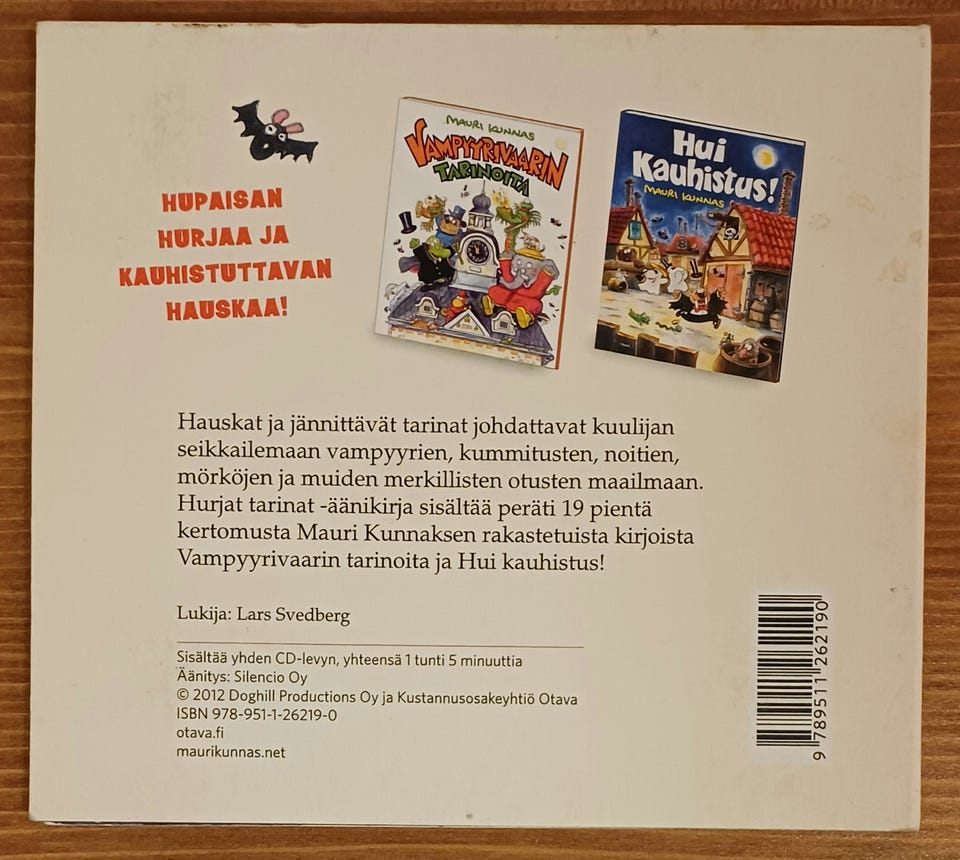 HUPAISAN
HURJAA JA
KAUHISTUTTAVAN
HAUSKAA!
MAURI KUNNAS
VAMPYYRIVAARIN
TARINOITA
Hui
Kauhistus!
MAURI KUNNAS
Hauskat ja jännittävät tarinat johdattavat kuulijan
seikkailemaan vampyyrien, kummitusten, noitien,
mörköjen ja muiden merkillisten otusten maailmaan.
Hurjat tarinat -äänikirja sisältää peräti 19 pientä
kertomusta Mauri Kunnaksen rakastetuista kirjoista
Vampyyrivaarin tarinoita ja Hui kauhistus!
Lukija: Lars Svedberg
Sisältää yhden CD-levyn, yhteensä 1 tunti 5 minuuttia
Äänitys: Silencio Oy
© 2012 Doghill Productions Oy ja Kustannusosakeyhtiö Otava
ISBN 978-951-1-26219-0
otava.fi
maurikunnas.net
9 789511 262190